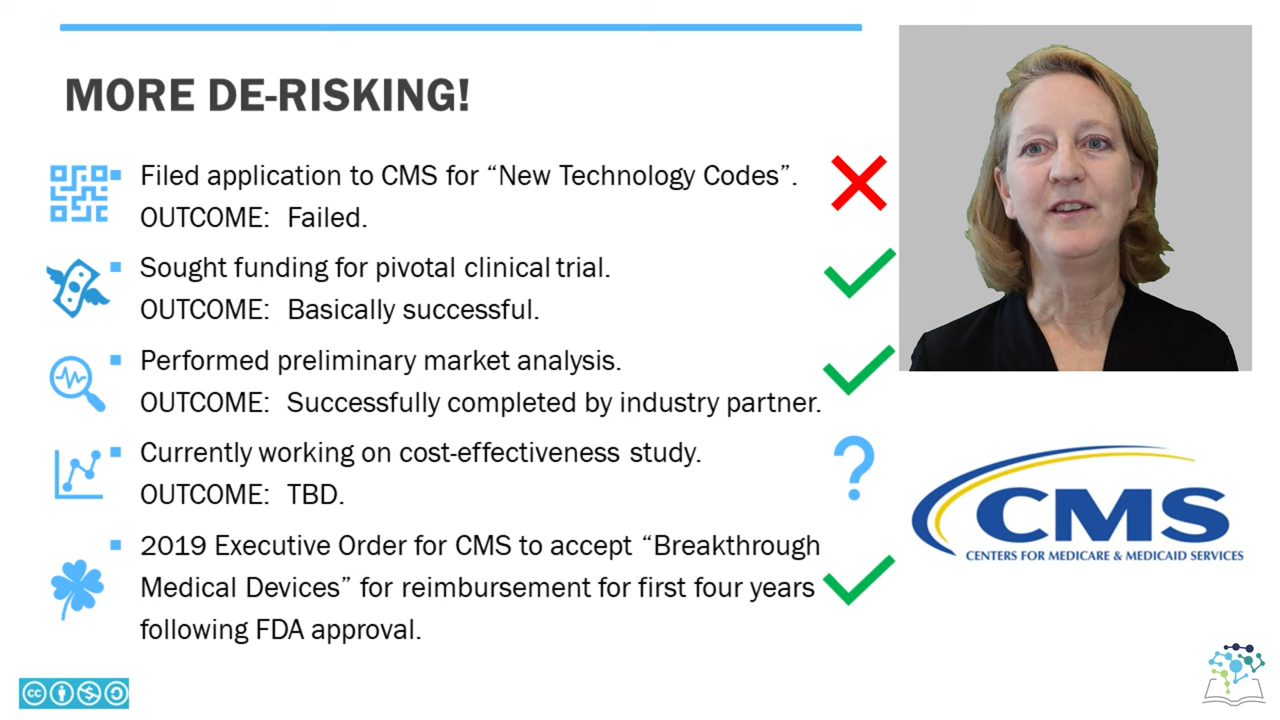 MORE DE-RISKING!
Filed application to CMS for “New Technology Codes”.
OUTCOME: Failed.
Sought funding for pivotal clinical trial.
OUTCOME: Basically successful.
Performed preliminary market analysis.
OUTCOME: Successfully completed by industry partner.
Currently working on cost-effectiveness study.
OUTCOME: TBD.
2019 Executive Order for CMS to accept “Breakthrough
Medical Devices” for reimbursement for first four years
following FDA approval.
CMS
CENTERS FOR MEDICARE & MEDICAID SERVICES
cc